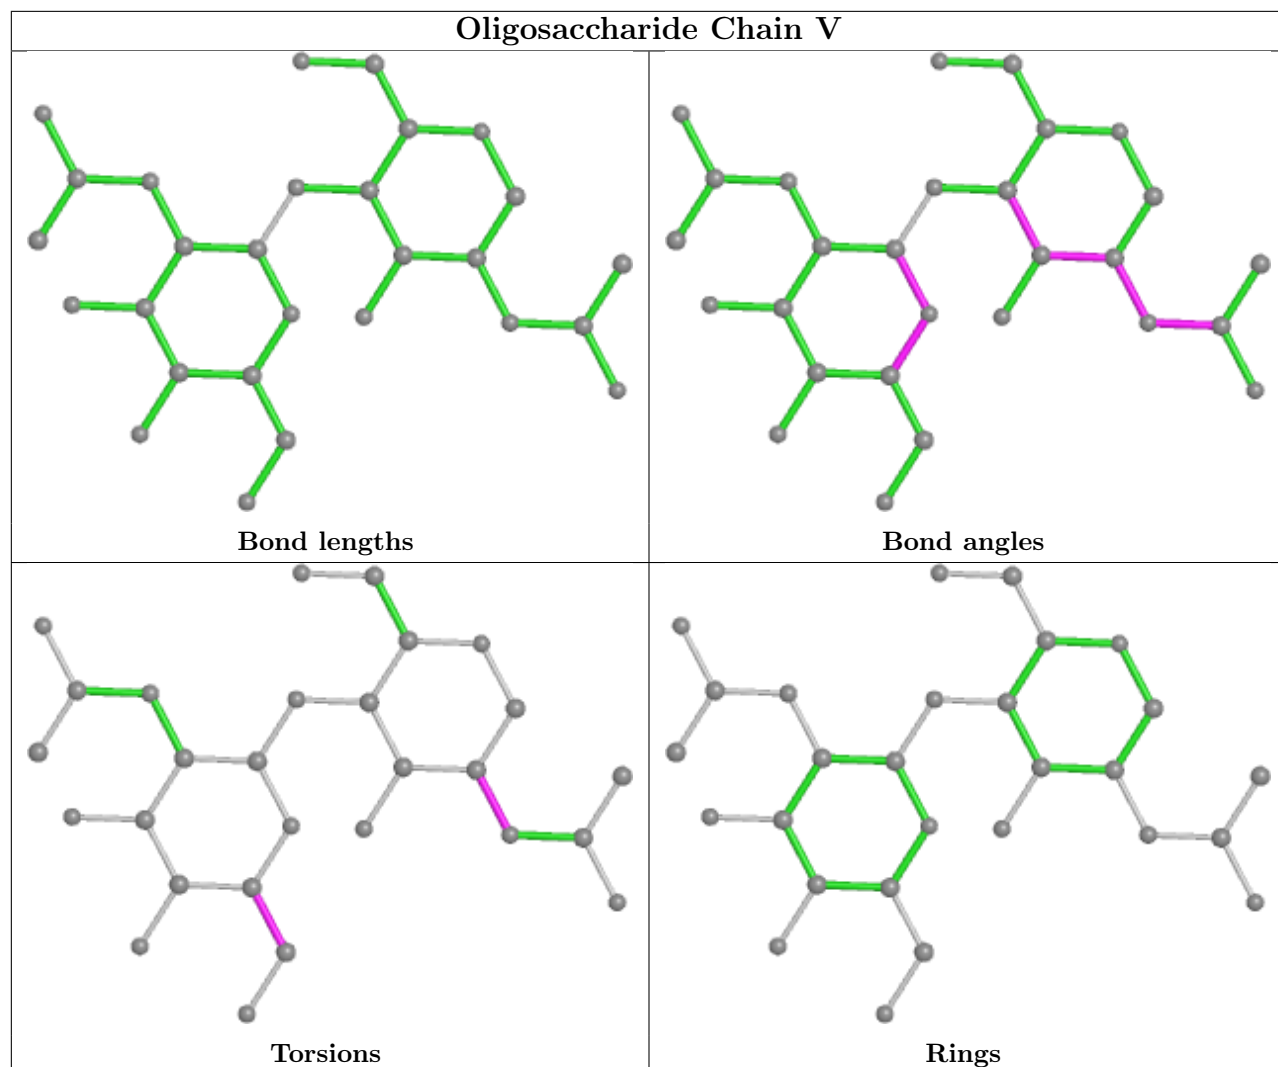 Oligosaccharide Chain V
Bond lengths
Bond angles
Torsions
Rings